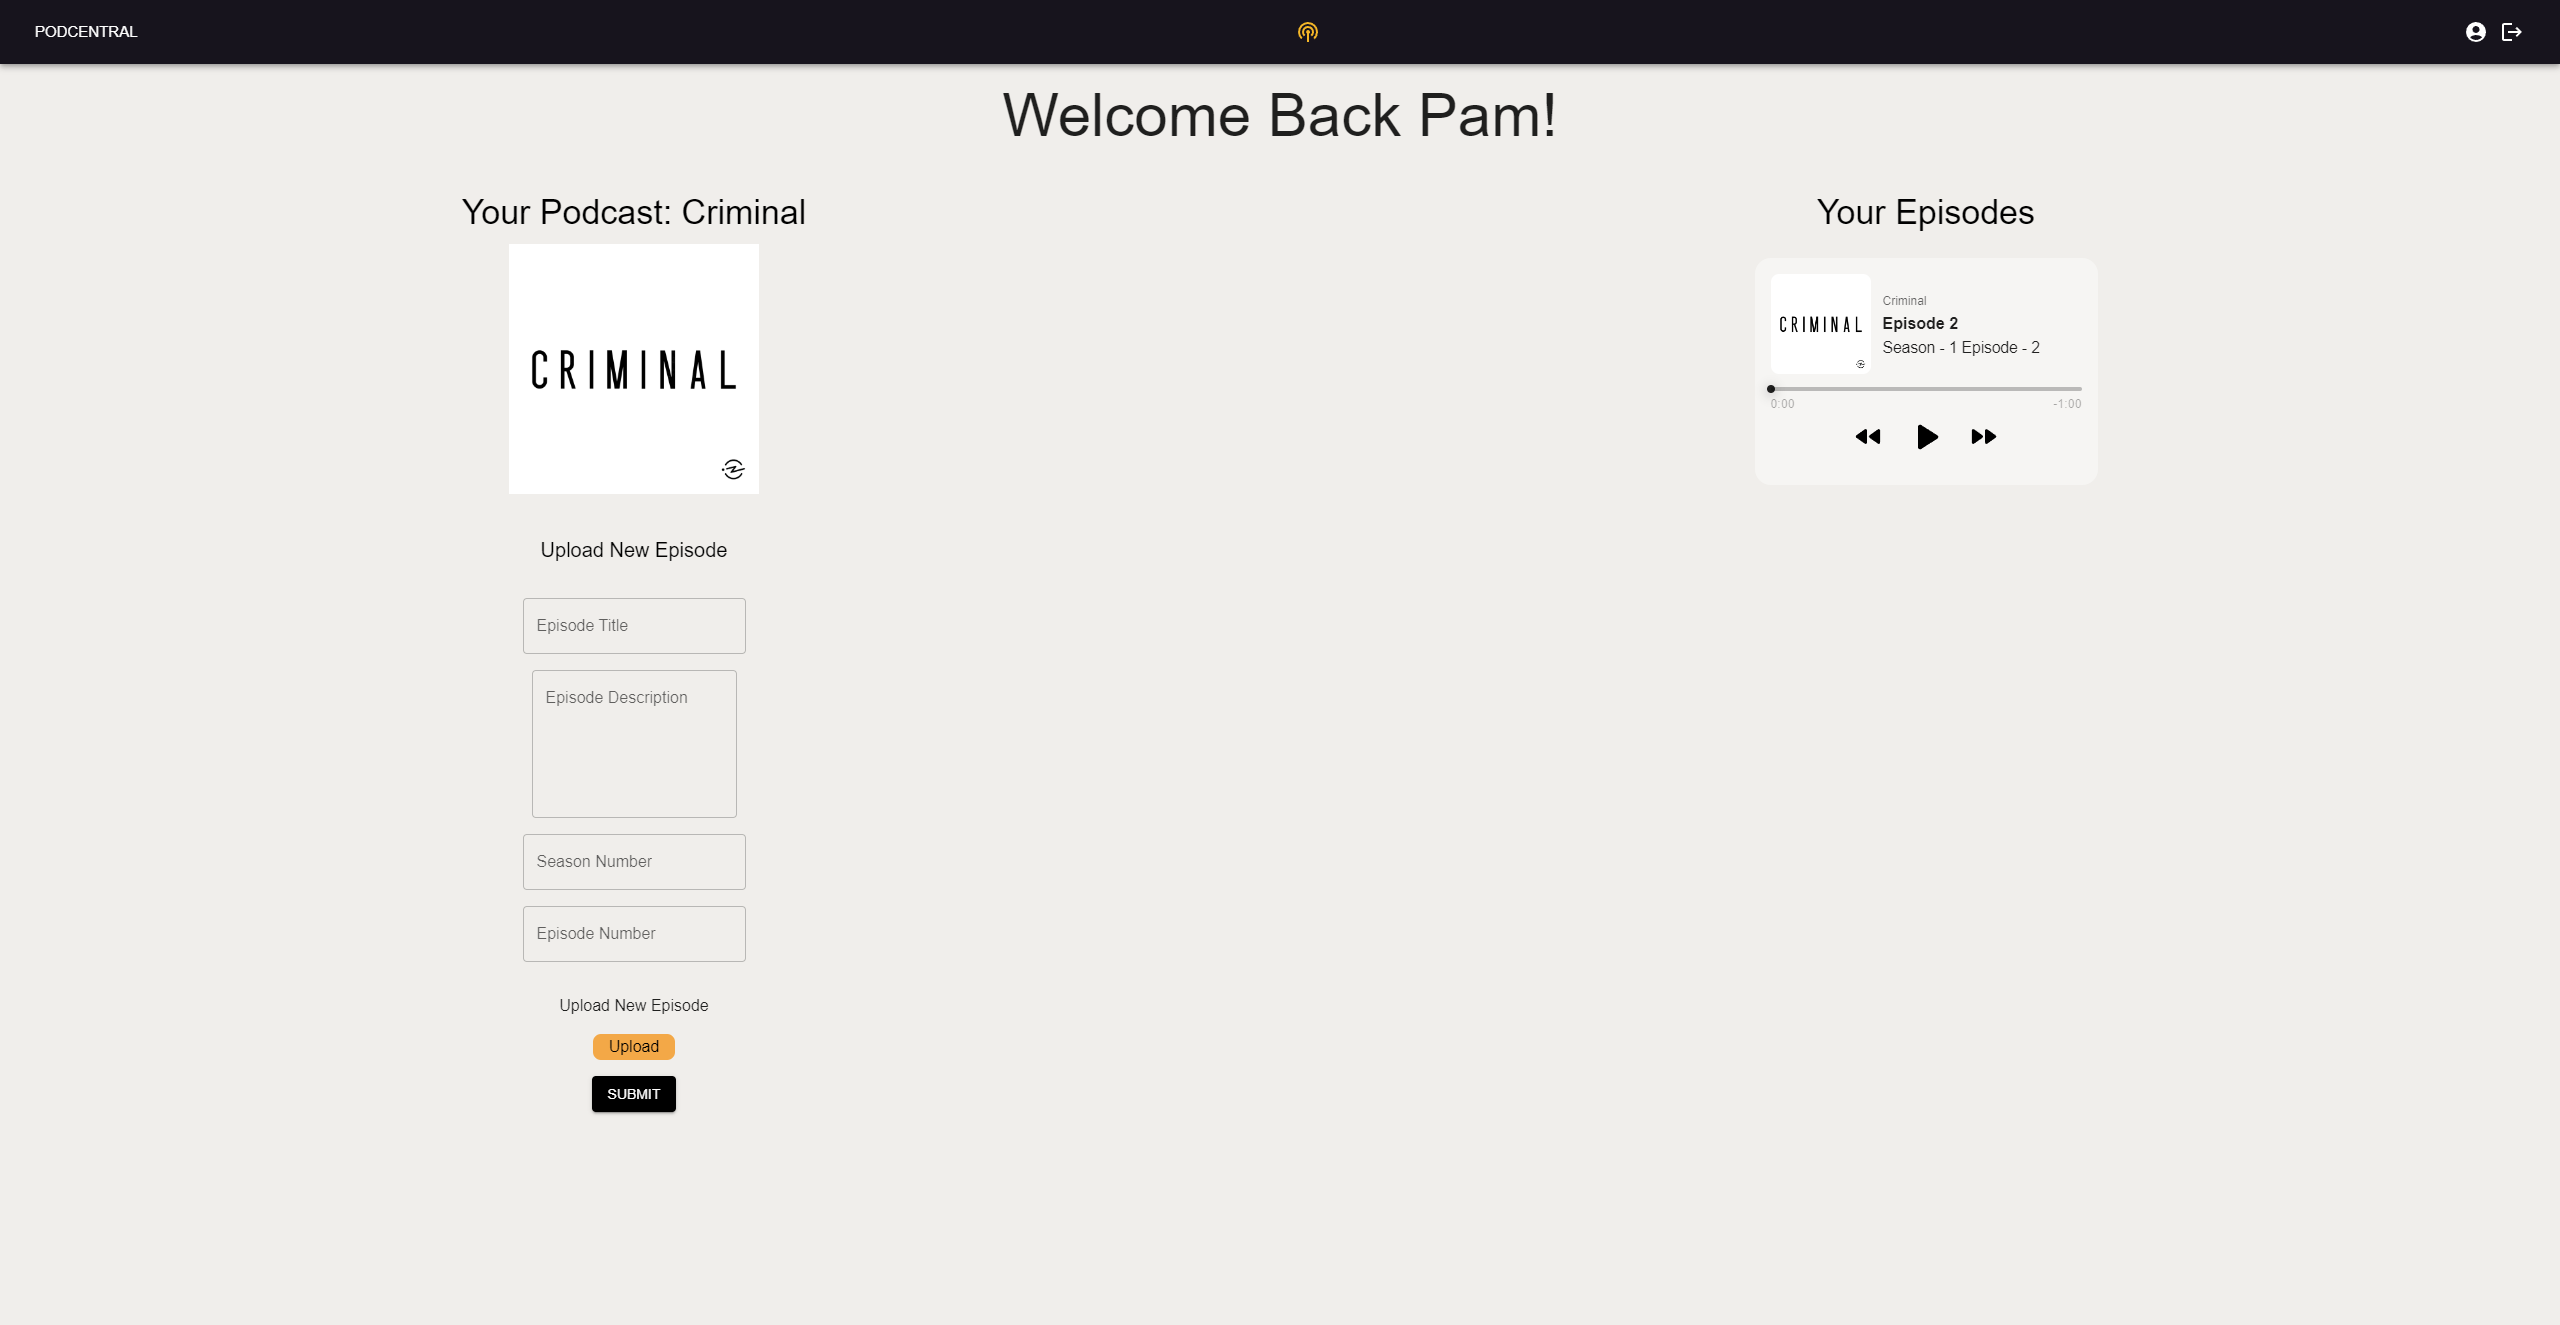 PODCENTRAL
Welcome Back Pam!
Your Podcast: Criminal
CRIMINAL
Upload New Episode
Episode Title
Episode Description
Season Number
Episode Number
Upload New Episode
Upload
SUBMIT
Your Episodes
CRIMINAL
Criminal
Episode 2
Season - 1 Episode - 2
0:00
-1:00